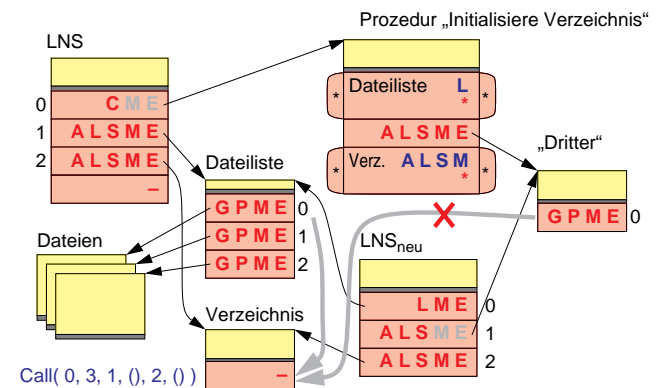 Prozedur „Initialisiere Verzeichnis“
LNS
0 C M E
1 A L S M E
2 A L S M E
–
* Dateiliste L *
*
A L S M E
* Verz. A L S M *
*
„Dritter“
G P M E 0
Dateiliste
G P M E 0
G P M E 1
G P M E 2
Dateien
LNSneu
L M E 0
A L S M E 1
A L S M E 2
Verzeichnis
–
Call( 0, 3, 1, (), 2, () )